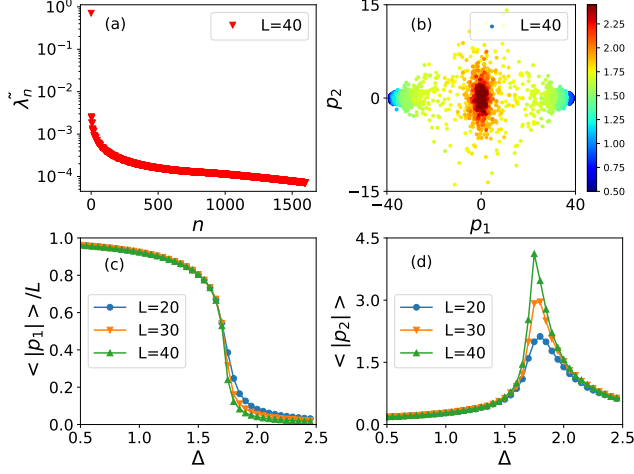 (a)
L=40
10⁰
10⁻¹
10⁻²
10⁻³
10⁻⁴
λ̃ₙ
0
500
1000
1500
n
(b)
L=40
15
0
−15
p₂
−40
0
40
p₁
2.25
2.00
1.75
1.50
1.25
1.00
0.75
0.50
(c)
L=20
L=30
L=40
1.0
0.8
0.6
0.4
0.2
0.0
< |p₁| > /L
0.5
1.0
1.5
2.0
2.5
Δ
(d)
L=20
L=30
L=40
4.5
3.0
1.5
0.0
< |p₂| >
0.5
1.0
1.5
2.0
2.5
Δ